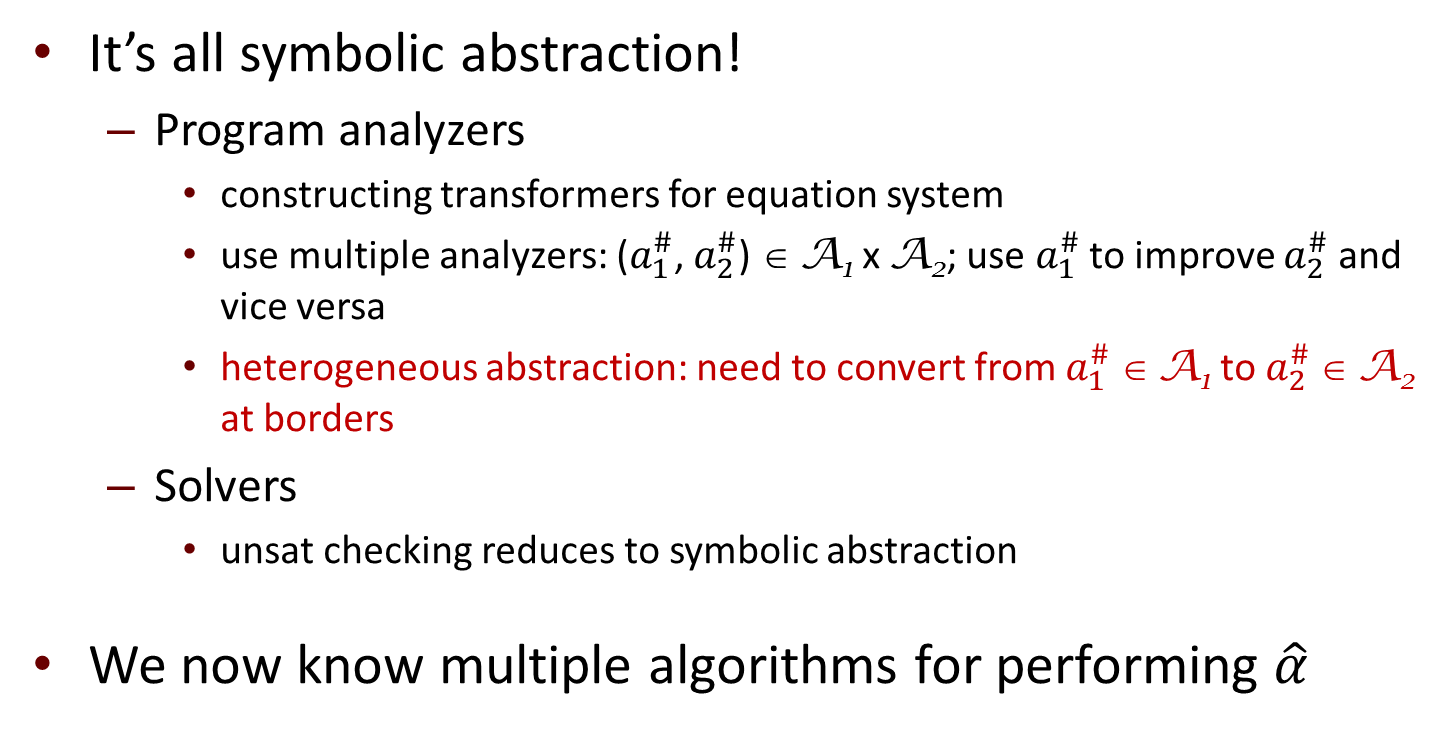 • It's all symbolic abstraction!
– Program analyzers
• constructing transformers for equation system
• use multiple analyzers: (𝑎₁^#, 𝑎₂^#) ∈ 𝒜₁ x 𝒜₂; use 𝑎₁^# to improve 𝑎₂^# and
vice versa
• heterogeneous abstraction: need to convert from 𝑎₁^# ∈ 𝒜₁ to 𝑎₂^# ∈ 𝒜₂
at borders
– Solvers
• unsat checking reduces to symbolic abstraction
• We now know multiple algorithms for performing α̂